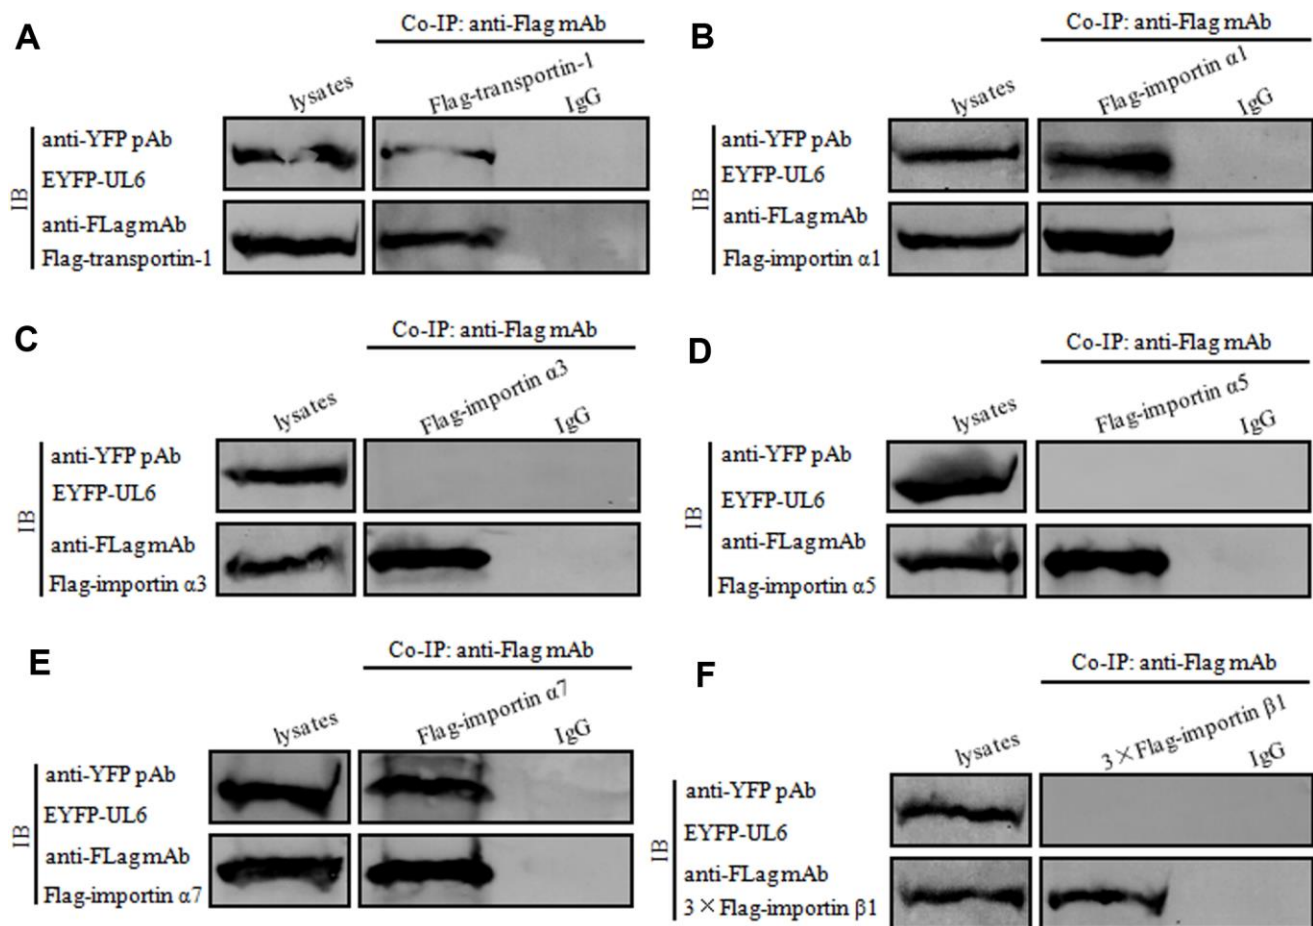 A
Co-IP: anti-Flag mAb
lysates
Flag-transportin-1
IgG
IB
anti-YFP pAb
EYFP-UL6
anti-FLagmAb
Flag-transportin-1
B
Co-IP: anti-Flag mAb
lysates
Flag-importin α1
IgG
IB
anti-YFP pAb
EYFP-UL6
anti-FLagmAb
Flag-importin α1
C
Co-IP: anti-Flag mAb
lysates
Flag-importin α3
IgG
IB
anti-YFP pAb
EYFP-UL6
anti-FLagmAb
Flag-importin α3
D
Co-IP: anti-Flag mAb
lysates
Flag-importin α5
IgG
IB
anti-YFP pAb
EYFP-UL6
anti-FLagmAb
Flag-importin α5
E
Co-IP: anti-Flag mAb
lysates
Flag-importin α7
IgG
IB
anti-YFP pAb
EYFP-UL6
anti-FLagmAb
Flag-importin α7
F
Co-IP: anti-Flag mAb
lysates
3×Flag-importin β1
IgG
IB
anti-YFP pAb
EYFP-UL6
anti-FLagmAb
3×Flag-importin β1